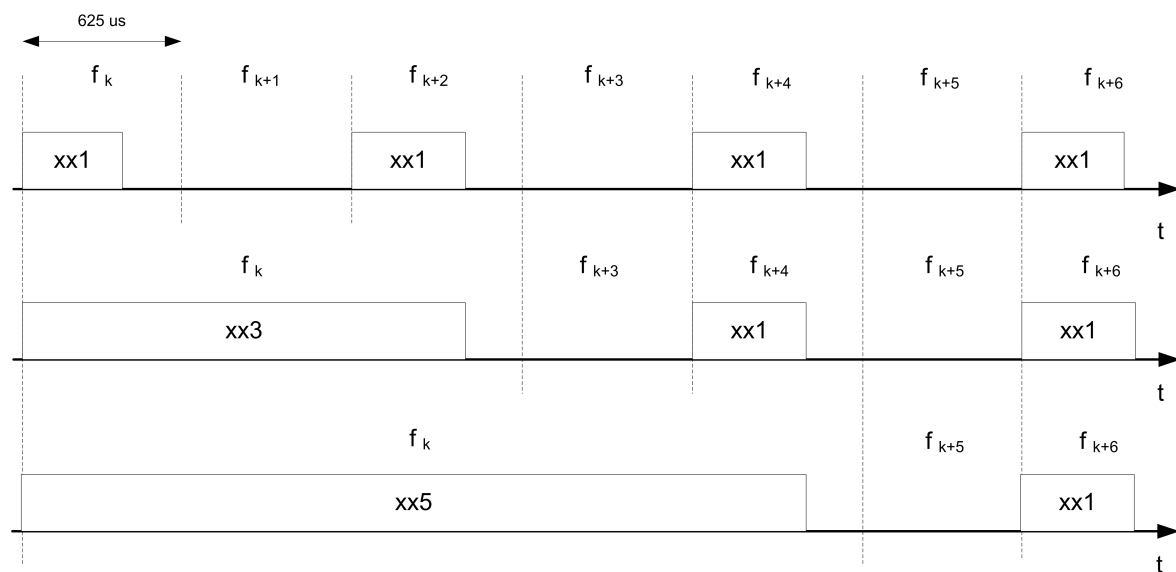 625 us
f k f k+1 f k+2 f k+3 f k+4 f k+5 f k+6
xx1 xx1 xx1 xx1
t
f k f k+3 f k+4 f k+5 f k+6
xx3 xx1 xx1
t
f k f k+5 f k+6
xx5 xx1
t